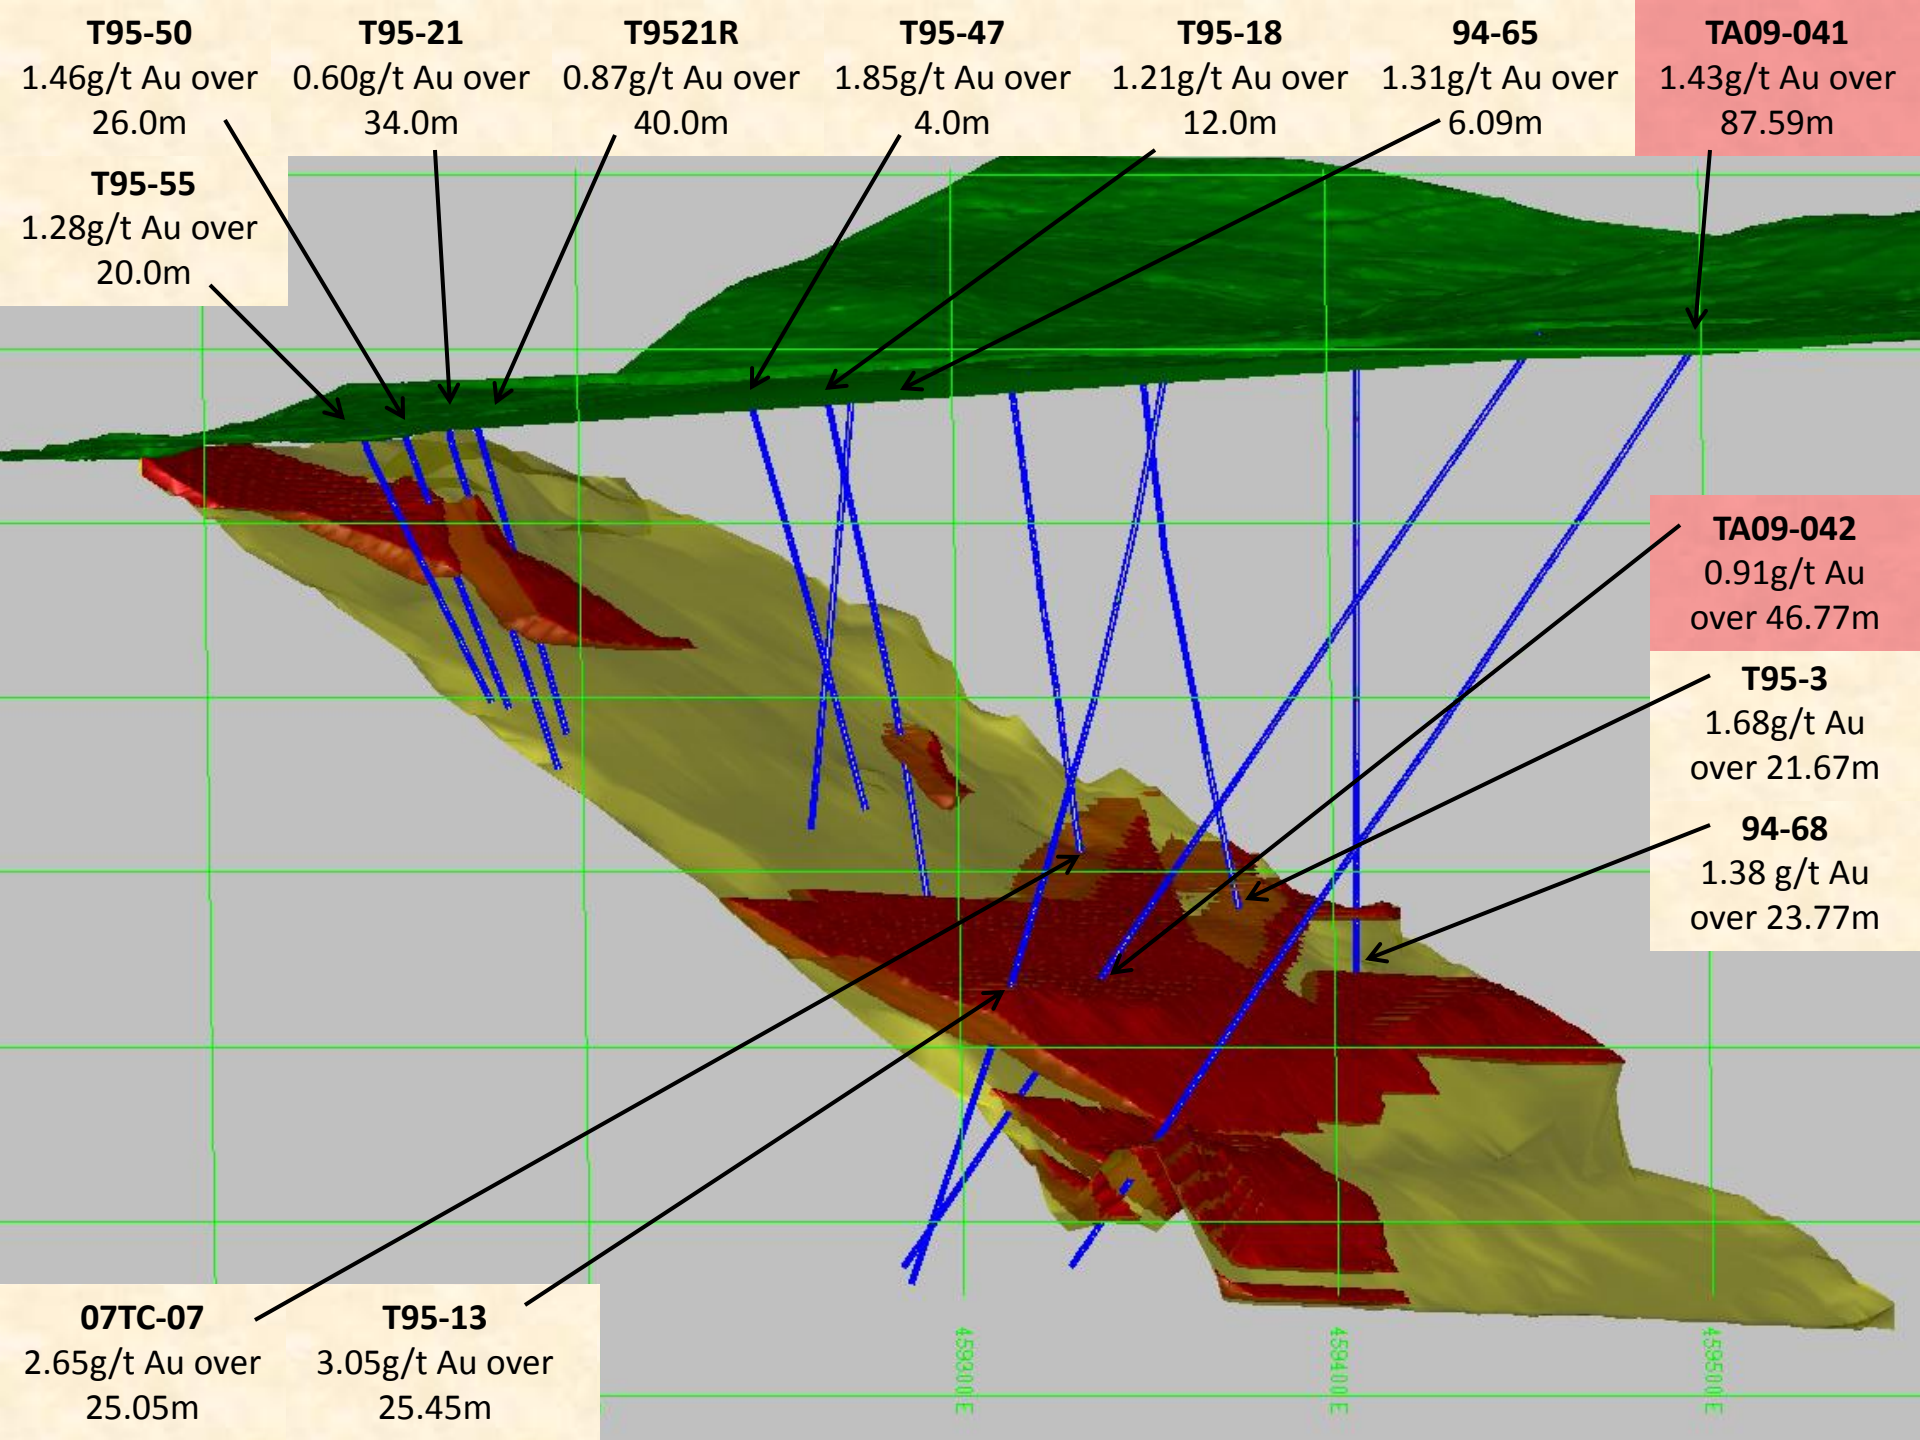 T95-50
1.46g/t Au over
26.0m
T95-21
0.60g/t Au over
34.0m
T9521R
0.87g/t Au over
40.0m
T95-47
1.85g/t Au over
4.0m
T95-18
1.21g/t Au over
12.0m
94-65
1.31g/t Au over
6.09m
TA09-041
1.43g/t Au over
87.59m
T95-55
1.28g/t Au over
20.0m
TA09-042
0.91g/t Au
over 46.77m
T95-3
1.68g/t Au
over 21.67m
94-68
1.38 g/t Au
over 23.77m
07TC-07
2.65g/t Au over
25.05m
T95-13
3.05g/t Au over
25.45m
459300 E
459400 E
459500 E